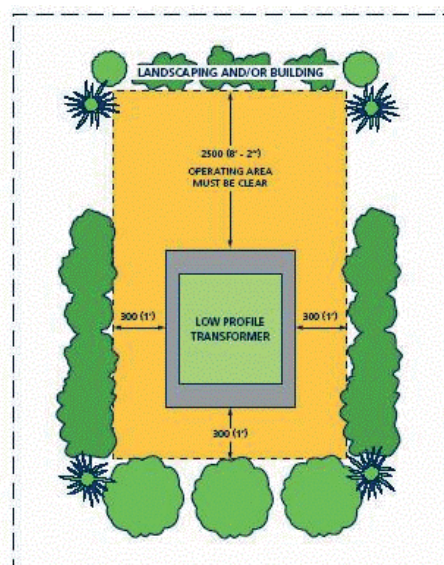 LANDSCAPING AND/OR BUILDING
2500 (8' - 2")
OPERATING AREA
MUST BE CLEAR
300 (1')
LOW PROFILE
TRANSFORMER
300 (1')
300 (1')